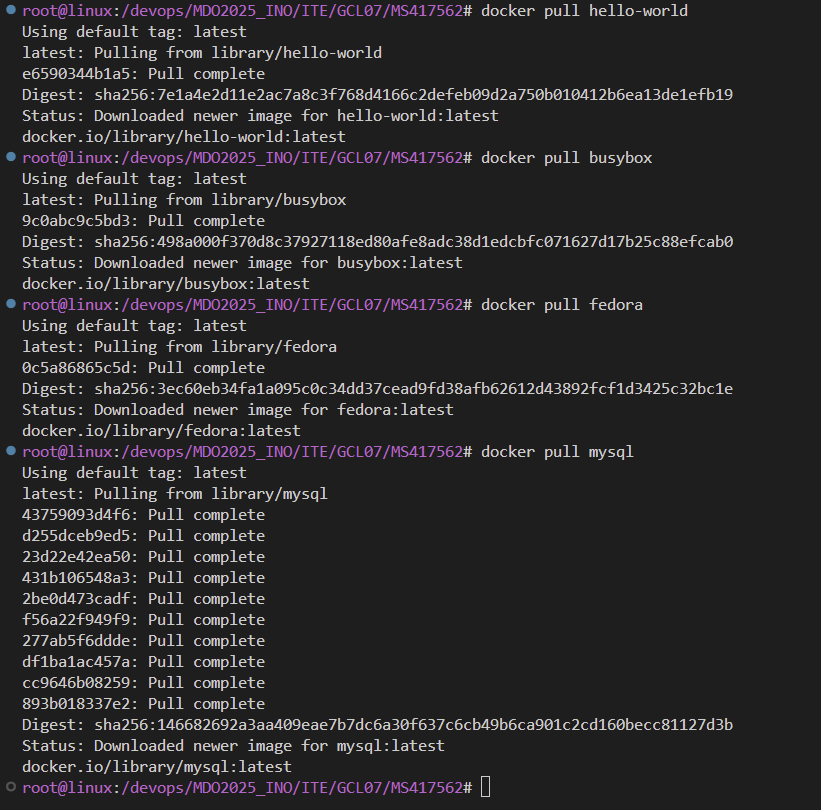 root@linux:/devops/MDO2025_INO/ITE/GCL07/MS417562# docker pull hello-world
Using default tag: latest
latest: Pulling from library/hello-world
e6590344b1a5: Pull complete
Digest: sha256:7e1a4e2d11e2ac7a8c3f768d4166c2defeb09d2a750b010412b6ea13de1efb19
Status: Downloaded newer image for hello-world:latest
docker.io/library/hello-world:latest
root@linux:/devops/MDO2025_INO/ITE/GCL07/MS417562# docker pull busybox
Using default tag: latest
latest: Pulling from library/busybox
9c0abc9c5bd3: Pull complete
Digest: sha256:498a000f370d8c37927118ed80afe8adc38d1edcbfc071627d17b25c88efcab0
Status: Downloaded newer image for busybox:latest
docker.io/library/busybox:latest
root@linux:/devops/MDO2025_INO/ITE/GCL07/MS417562# docker pull fedora
Using default tag: latest
latest: Pulling from library/fedora
0c5a86865c5d: Pull complete
Digest: sha256:3ec60eb34fa1a095c0c34dd37cead9fd38afb62612d43892fcf1d3425c32bc1e
Status: Downloaded newer image for fedora:latest
docker.io/library/fedora:latest
root@linux:/devops/MDO2025_INO/ITE/GCL07/MS417562# docker pull mysql
Using default tag: latest
latest: Pulling from library/mysql
43759093d4f6: Pull complete
d255dceb9ed5: Pull complete
23d22e42ea50: Pull complete
431b106548a3: Pull complete
2be0d473cadf: Pull complete
f56a22f949f9: Pull complete
277ab5f6ddde: Pull complete
df1ba1ac457a: Pull complete
cc9646b08259: Pull complete
893b018337e2: Pull complete
Digest: sha256:146682692a3aa409eae7b7dc6a30f637c6cb49b6ca901c2cd160becc81127d3b
Status: Downloaded newer image for mysql:latest
docker.io/library/mysql:latest
root@linux:/devops/MDO2025_INO/ITE/GCL07/MS417562#